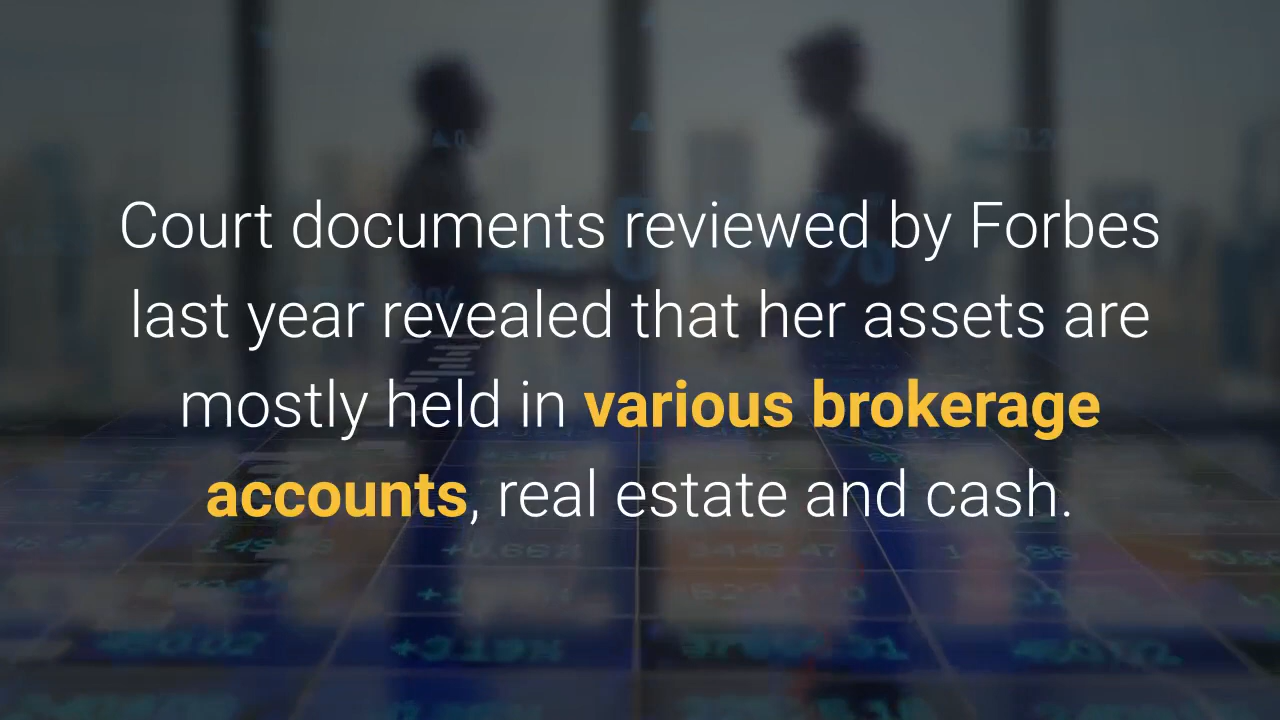 Court documents reviewed by Forbes
last year revealed that her assets are
mostly held in various brokerage
accounts, real estate and cash.